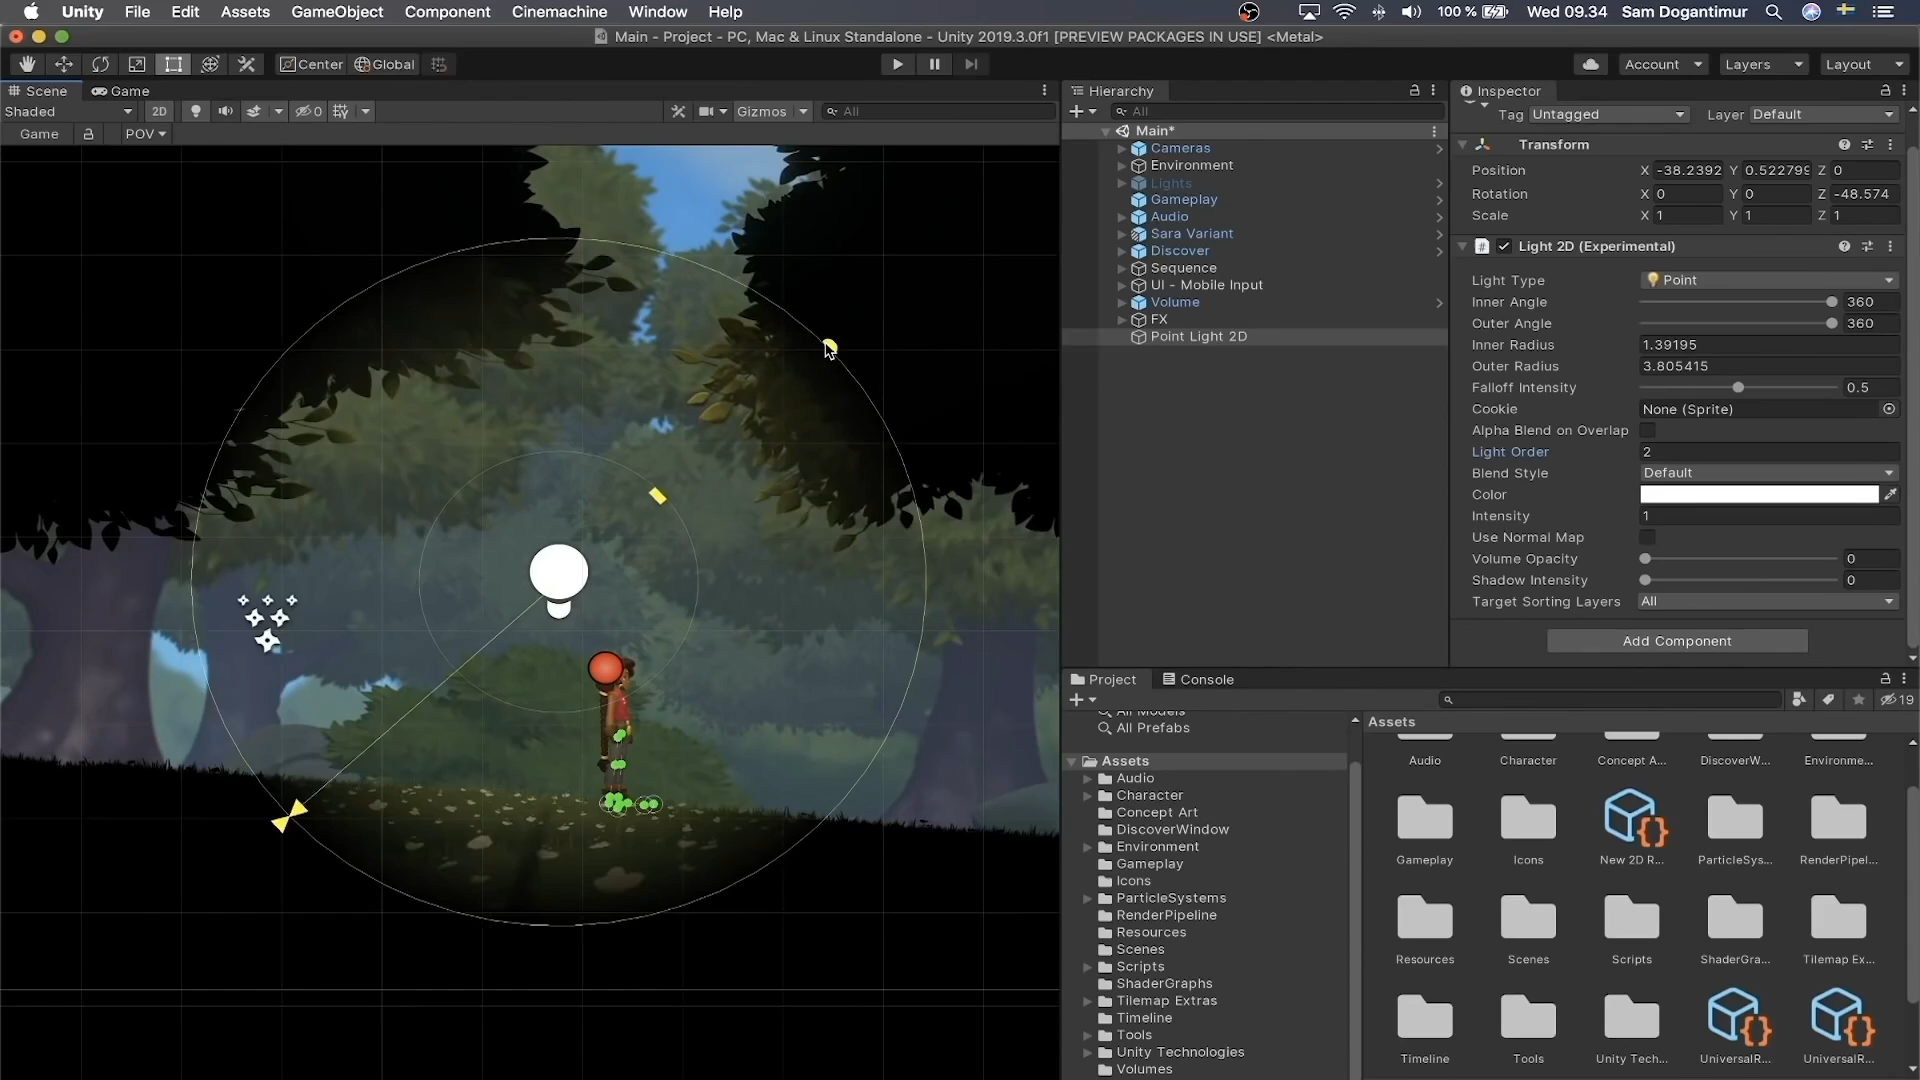 Unity File Edit Assets GameObject Component Cinemachine Window Help 100 % Wed 09.34 Sam Dogantimur
Main - Project - PC, Mac & Linux Standalone - Unity 2019.3.0f1 [PREVIEW PACKAGES IN USE] <Metal>
Center Global Account Layers Layout
Scene Game
Shaded 2D 0 Gizmos All
Game POV
Hierarchy
All
Main*
Cameras
Environment
Lights
Gameplay
Audio
Sara Variant
Discover
Sequence
UI - Mobile Input
Volume
FX
Point Light 2D
Inspector
Tag Untagged Layer Default
Transform
Position X -38.2392 Y 0.522799 Z 0
Rotation X 0 Y 0 Z -48.574
Scale X 1 Y 1 Z 1
Light 2D (Experimental)
Light Type Point
Inner Angle 360
Outer Angle 360
Inner Radius 1.39195
Outer Radius 3.805415
Falloff Intensity 0.5
Cookie None (Sprite)
Alpha Blend on Overlap
Light Order 2
Blend Style Default
Color
Intensity 1
Use Normal Map
Volume Opacity 0
Shadow Intensity 0
Target Sorting Layers All
Add Component
Project Console
19
All Models
All Prefabs
Assets
Audio
Character
Concept Art
DiscoverWindow
Environment
Gameplay
Icons
ParticleSystems
RenderPipeline
Resources
Scenes
Scripts
ShaderGraphs
Tilemap Extras
Timeline
Tools
Unity Technologies
Volumes
Assets
Audio Character Concept A... DiscoverW... Environme...
Gameplay Icons New 2D R... ParticleSys... RenderPipel...
Resources Scenes Scripts ShaderGra... Tilemap Ex...
Timeline Tools Unity Tech... UniversalR... UniversalR...